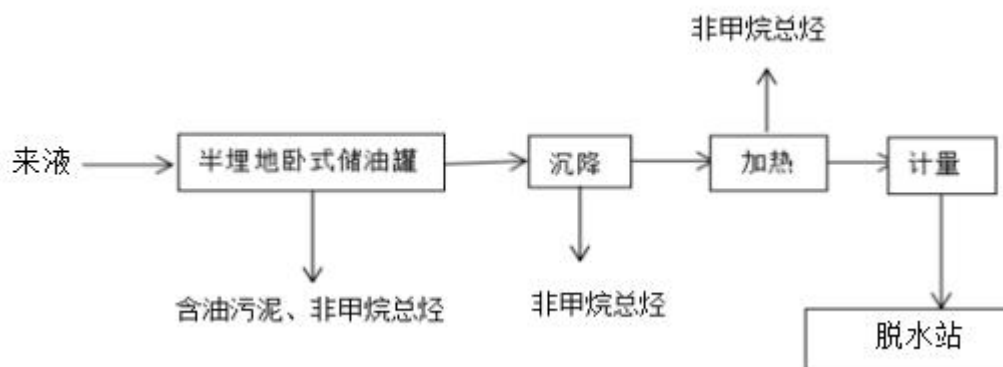 非甲烷总烃
来液
半埋地卧式储油罐
沉降
加热
计量
含油污泥、非甲烷总烃
非甲烷总烃
脱水站